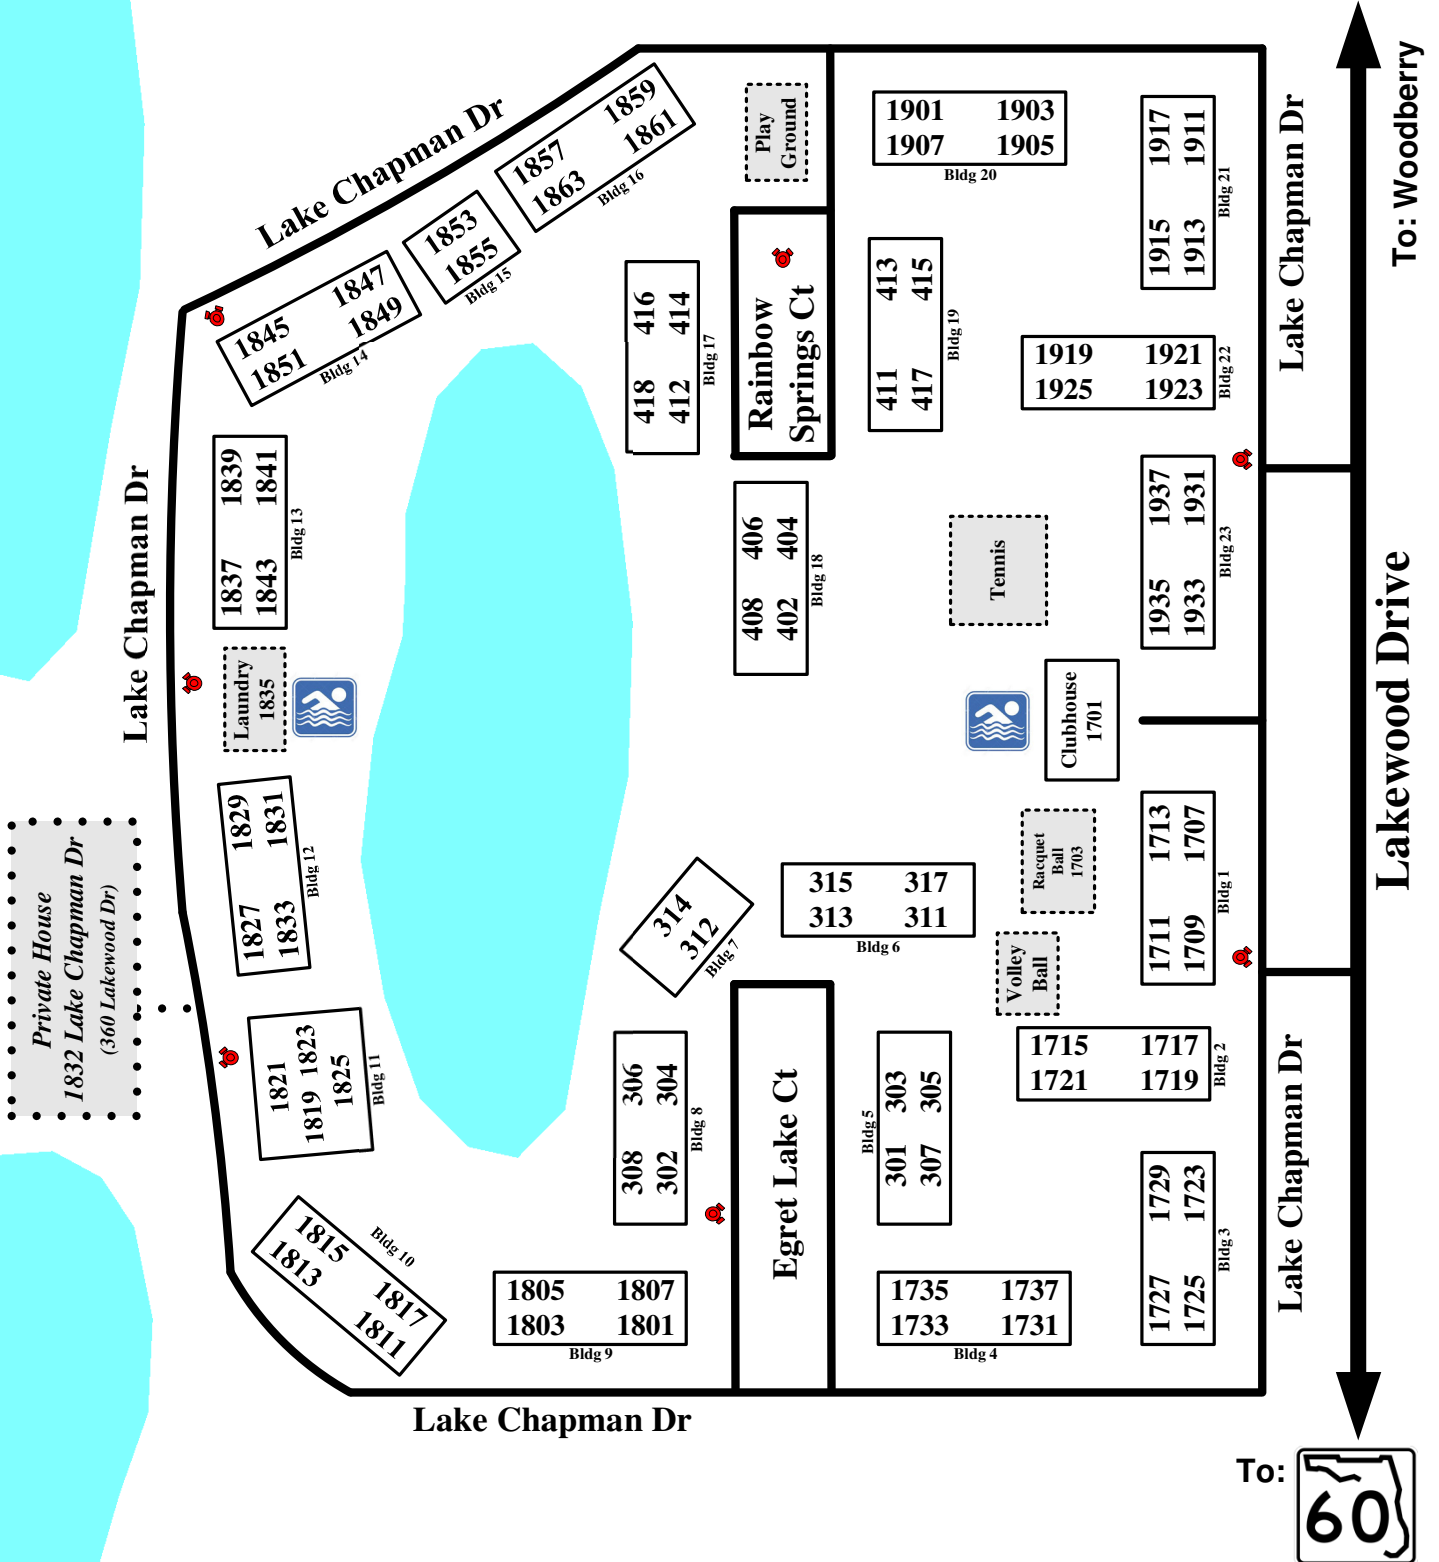 To: Woodberry
Lake Chapman Dr
Lakewood Drive
Lake Chapman Dr
To:
60
Lake Chapman Dr
Lake Chapman Dr
Lake Chapman Dr
Play
Ground
Rainbow
Springs Ct
Egret Lake Ct
1859
1861
1857
1863
Bldg 16
1853
1855
Bldg 15
1847
1849
1845
1851
Bldg 14
1901 1903
1907 1905
Bldg 20
1915 1917
1913 1911
Bldg 21
418 416
412 414
Bldg 17
411 413
417 415
Bldg 19
1919 1921
1925 1923
Bldg 22
1837 1839
1843 1841
Bldg 13
408 406
402 404
Bldg 18
Tennis
1935 1937
1933 1931
Bldg 23
Laundry
1835
Clubhouse
1701
1827 1829
1833 1831
Bldg 12
Private House
1832 Lake Chapman Dr
(360 Lakewood Dr)
314
312
Bldg 7
315 317
313 311
Bldg 6
Racquet
Ball
1703
1711 1713
1709 1707
Bldg 1
Volley
Ball
1821
1819 1823
1825
Bldg 11
308 306
302 304
Bldg 8
Bldg 5
301 303
307 305
1715 1717
1721 1719
Bldg 2
1727 1729
1725 1723
Bldg 3
1815 1817
1813 1811
Bldg 10
1805 1807
1803 1801
Bldg 9
1735 1737
1733 1731
Bldg 4